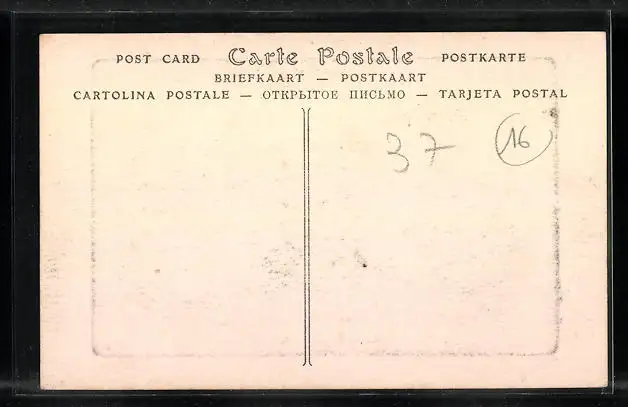 POST CARD Carte Postale POSTKARTE
BRIEFKAART — POSTKAART
CARTOLINA POSTALE — ОТКРЫТОЕ ПИСЬМО — TARJETA POSTAL
37 16